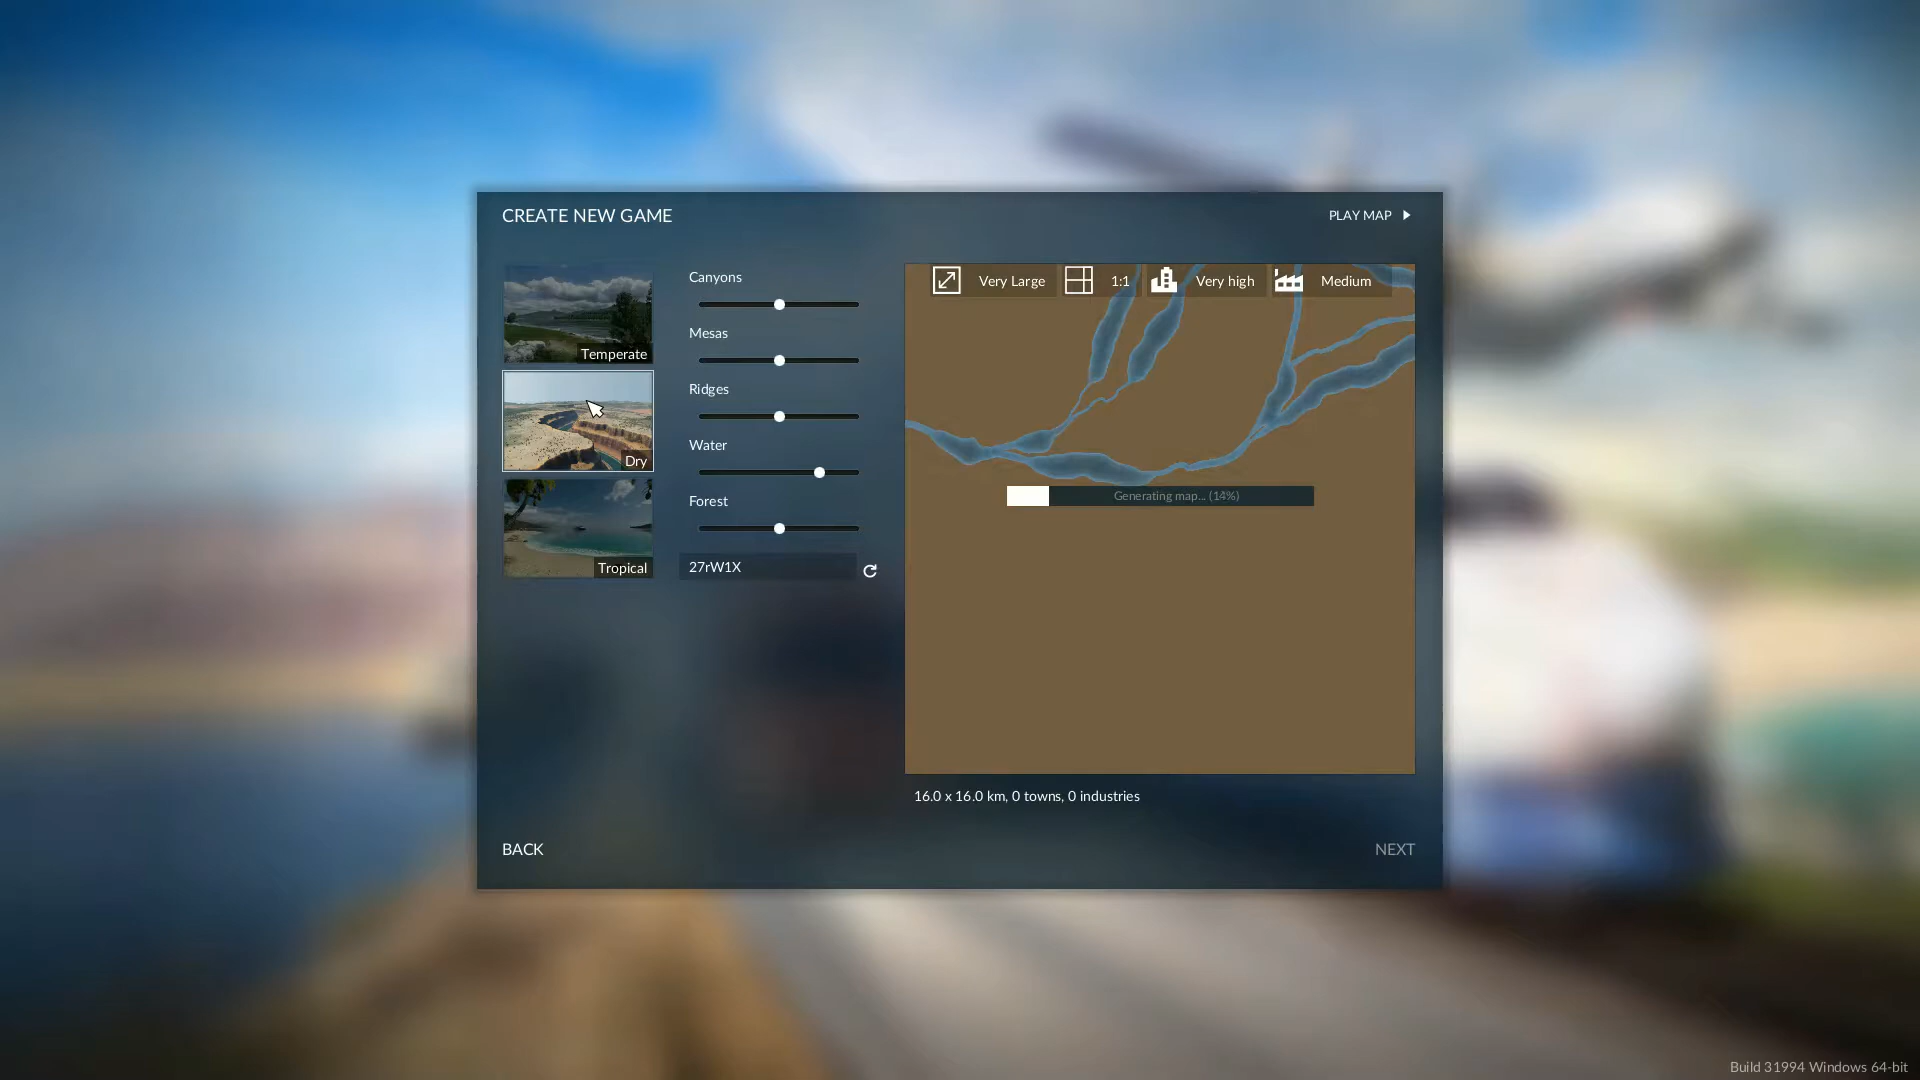 CREATE NEW GAME
PLAY MAP
Temperate
Dry
Tropical
Canyons
Mesas
Ridges
Water
Forest
27rW1X
Very Large
1:1
Very high
Medium
Generating map... (14%)
16.0 x 16.0 km, 0 towns, 0 industries
BACK
NEXT
Build 31994 Windows 64-bit